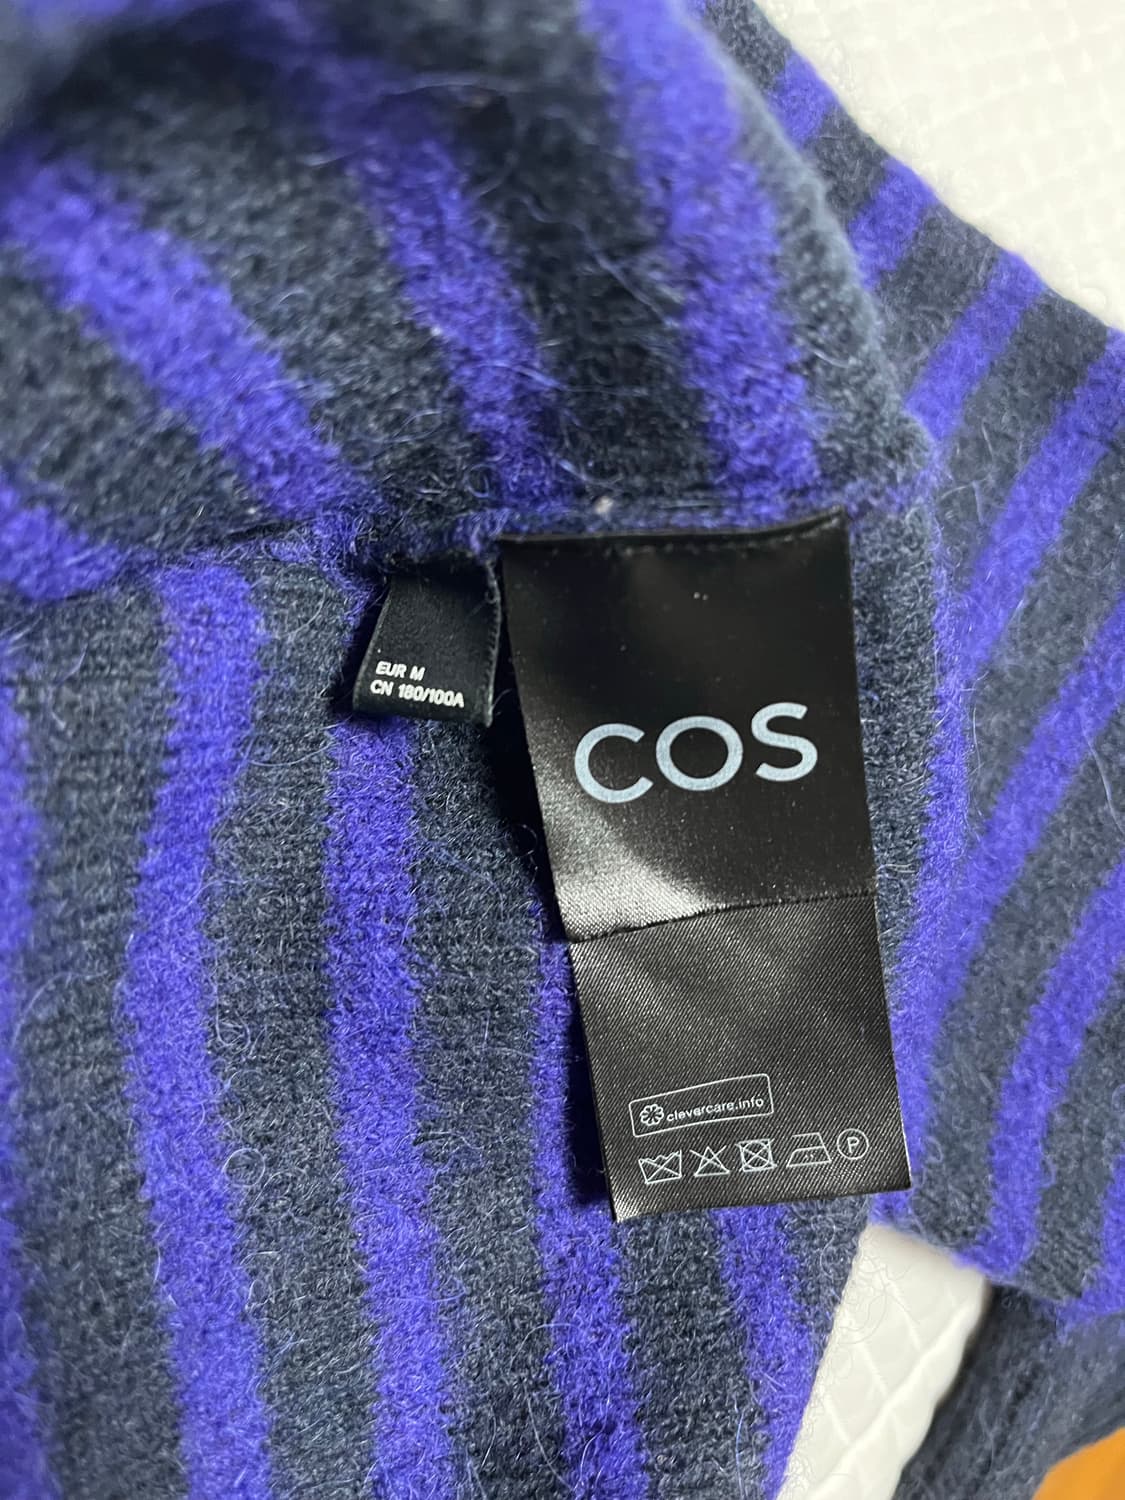 EUR M
CN 180/100A
COS
clevercare.info
P